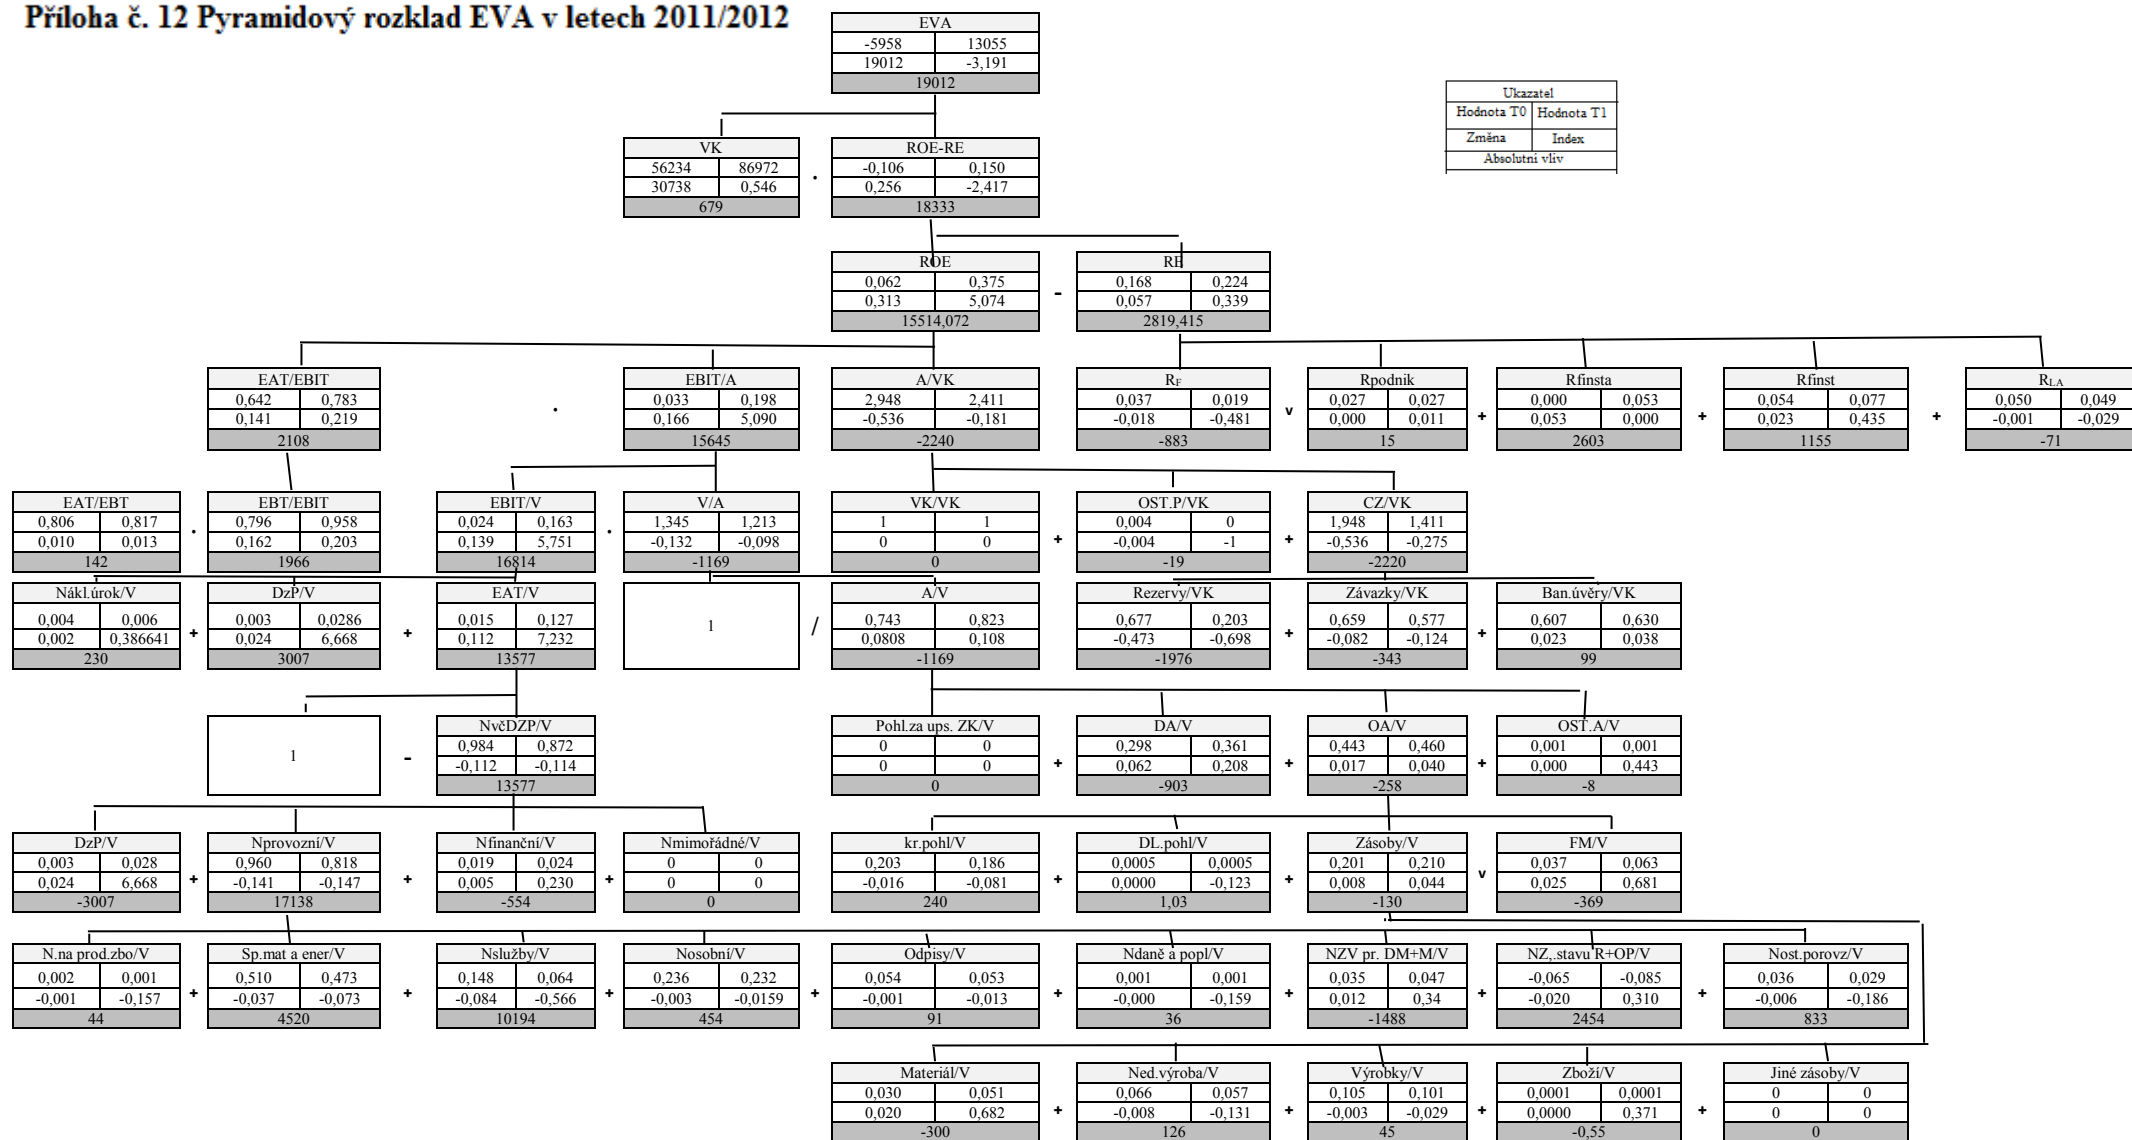 Příloha č. 12 Pyramidový rozklad EVA v letech 2011/2012
EVA
-5958 13055
19012 -3,191
19012
Ukazatel
Hodnota T0 Hodnota T1
Změna Index
Absolutní vliv
VK ROE-RE
56234 86972 . -0,106 0,150
30738 0,546 0,256 -2,417
679 18333
ROE RE
0,062 0,375 - 0,168 0,224
0,313 5,074 0,057 0,339
15514,072 2819,415
EAT/EBIT EBIT/A A/VK RF Rpodnik Rfinsta Rfinst RLA
0,642 0,783 . 0,033 0,198 2,948 2,411 0,037 0,019 v 0,027 0,027 + 0,000 0,053 + 0,054 0,077 + 0,050 0,049
0,141 0,219 0,166 5,090 -0,536 -0,181 -0,018 -0,481 0,000 0,011 0,053 0,000 0,023 0,435 -0,001 -0,029
2108 15645 -2240 -883 15 2603 1155 -71
EAT/EBT EBT/EBIT EBIT/V V/A VK/VK OST.P/VK CZ/VK
0,806 0,817 . 0,796 0,958 0,024 0,163 . 1,345 1,213 1 1 + 0,004 0 + 1,948 1,411
0,010 0,013 0,162 0,203 0,139 5,751 -0,132 -0,098 0 0 -0,004 -1 -0,536 -0,275
142 1966 16814 -1169 0 -19 -2220
Nákl.úrok/V DzP/V EAT/V A/V Rezervy/VK Závazky/VK Ban.úvěry/VK
0,004 0,006 + 0,003 0,0286 + 0,015 0,127 1 / 0,743 0,823 0,677 0,203 + 0,659 0,577 + 0,607 0,630
0,002 0,386641 0,024 6,668 0,112 7,232 0,0808 0,108 -0,473 -0,698 -0,082 -0,124 0,023 0,038
230 3007 13577 -1169 -1976 -343 99
NvčDZP/V Pohl.za ups. ZK/V DA/V OA/V OST.A/V
1 - 0,984 0,872 0 0 + 0,298 0,361 + 0,443 0,460 + 0,001 0,001
-0,112 -0,114 0 0 0,062 0,208 0,017 0,040 0,000 0,443
13577 0 -903 -258 -8
DzP/V Nprovozní/V Nfinanční/V Nmimořádné/V kr.pohl/V DL.pohl/V Zásoby/V FM/V
0,003 0,028 + 0,960 0,818 + 0,019 0,024 + 0 0 0,203 0,186 + 0,0005 0,0005 + 0,201 0,210 v 0,037 0,063
0,024 6,668 -0,141 -0,147 0,005 0,230 0 0 -0,016 -0,081 0,0000 -0,123 0,008 0,044 0,025 0,681
-3007 17138 -554 0 240 1,03 -130 -369
N.na prod.zbo/V Sp.mat a ener/V Nslužby/V Nosobní/V Odpisy/V Ndaně a popl/V NZV pr. DM+M/V NZ,.stavu R+OP/V Nost.porovz/V
0,002 0,001 + 0,510 0,473 + 0,148 0,064 + 0,236 0,232 + 0,054 0,053 + 0,001 0,001 + 0,035 0,047 + -0,065 -0,085 + 0,036 0,029
-0,001 -0,157 -0,037 -0,073 -0,084 -0,566 -0,003 -0,0159 -0,001 -0,013 -0,000 -0,159 0,012 0,34 -0,020 0,310 -0,006 -0,186
44 4520 10194 454 91 36 -1488 2454 833
Materiál/V Ned.výroba/V Výrobky/V Zboží/V Jiné zásoby/V
0,030 0,051 + 0,066 0,057 + 0,105 0,101 + 0,0001 0,0001 + 0 0
0,020 0,682 -0,008 -0,131 -0,003 -0,029 0,0000 0,371 0 0
-300 126 45 -0,55 0